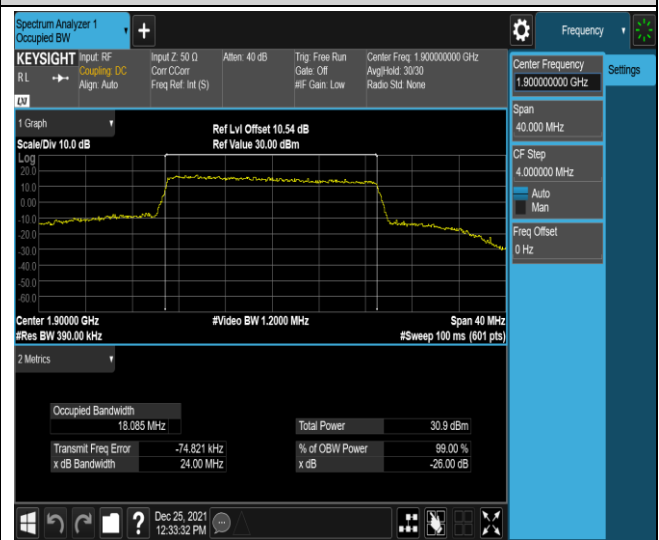 Spectrum Analyzer 1
Occupied BW
Frequency
KEYSIGHT
RL
LXI
Input: RF
Coupling: DC
Align: Auto
Input Z: 50 Ω
Corr CCorr
Freq Ref: Int (S)
Atten: 40 dB
Trig: Free Run
Gate: Off
#IF Gain: Low
Center Freq: 1.900000000 GHz
Avg|Hold: 30/30
Radio Std: None
Center Frequency
1.900000000 GHz
Settings
Span
40.000 MHz
CF Step
4.000000 MHz
Auto
Man
Freq Offset
0 Hz
1 Graph
Scale/Div 10.0 dB
Ref Lvl Offset 10.54 dB
Ref Value 30.00 dBm
Log
20.0
10.0
0.00
-10.0
-20.0
-30.0
-40.0
-50.0
-60.0
Center 1.90000 GHz
#Video BW 1.2000 MHz
Span 40 MHz
#Res BW 390.00 kHz
#Sweep 100 ms (601 pts)
2 Metrics
Occupied Bandwidth
18.085 MHz
Total Power 30.9 dBm
Transmit Freq Error -74.821 kHz
% of OBW Power 99.00 %
x dB Bandwidth 24.00 MHz
x dB -26.00 dB
?
Dec 25, 2021
12:33:32 PM